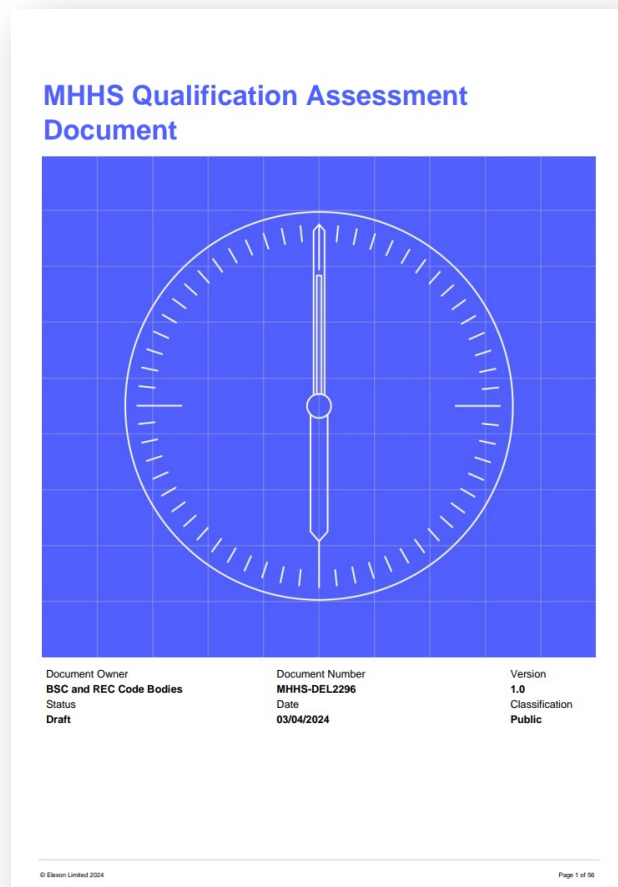 MHHS Qualification Assessment
Document
Document Owner
Document Number
Version
BSC and REC Code Bodies
MHHS-DEL2296
1.0
Status
Date
Classification
Draft
03/04/2024
Public
© Elexon Limited 2024
Page 1 of 56